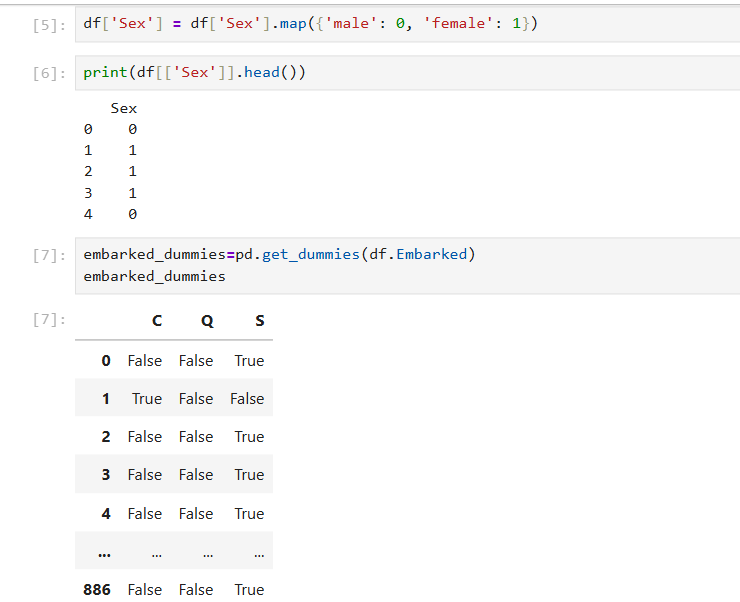 [5]: df['Sex'] = df['Sex'].map({'male': 0, 'female': 1})
[6]: print(df[['Sex']].head())
Sex
0 0
1 1
2 1
3 1
4 0
[7]: embarked_dummies=pd.get_dummies(df.Embarked)
embarked_dummies
[7]: C Q S
0 False False True
1 True False False
2 False False True
3 False False True
4 False False True
... ... ... ...
886 False False True